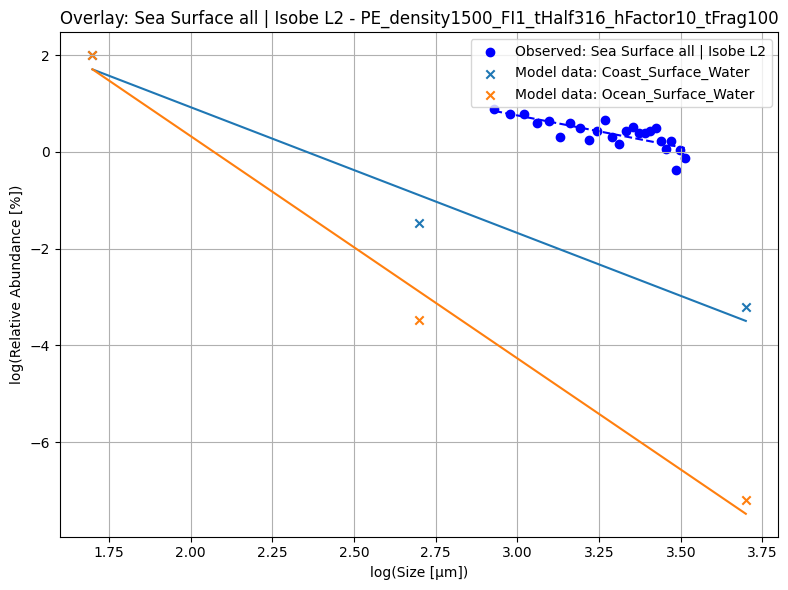 Overlay: Sea Surface all | Isobe L2 - PE_density1500_FI1_tHalf316_hFactor10_tFrag100
Observed: Sea Surface all | Isobe L2
Model data: Coast_Surface_Water
Model data: Ocean_Surface_Water
log(Relative Abundance [%])
2
0
−2
−4
−6
1.75
2.00
2.25
2.50
2.75
3.00
3.25
3.50
3.75
log(Size [μm])